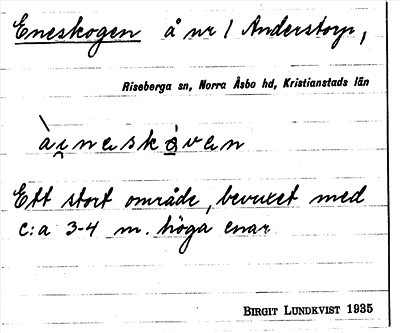 Eneskogen å nr 1 Anderstorp,
Riseberga sn, Norra Åsbo hd, Kristianstads län
Ett stort område, bevuxet med
c:a 3-4 m. höga enar
BIRGIT LUNDKVIST 1935